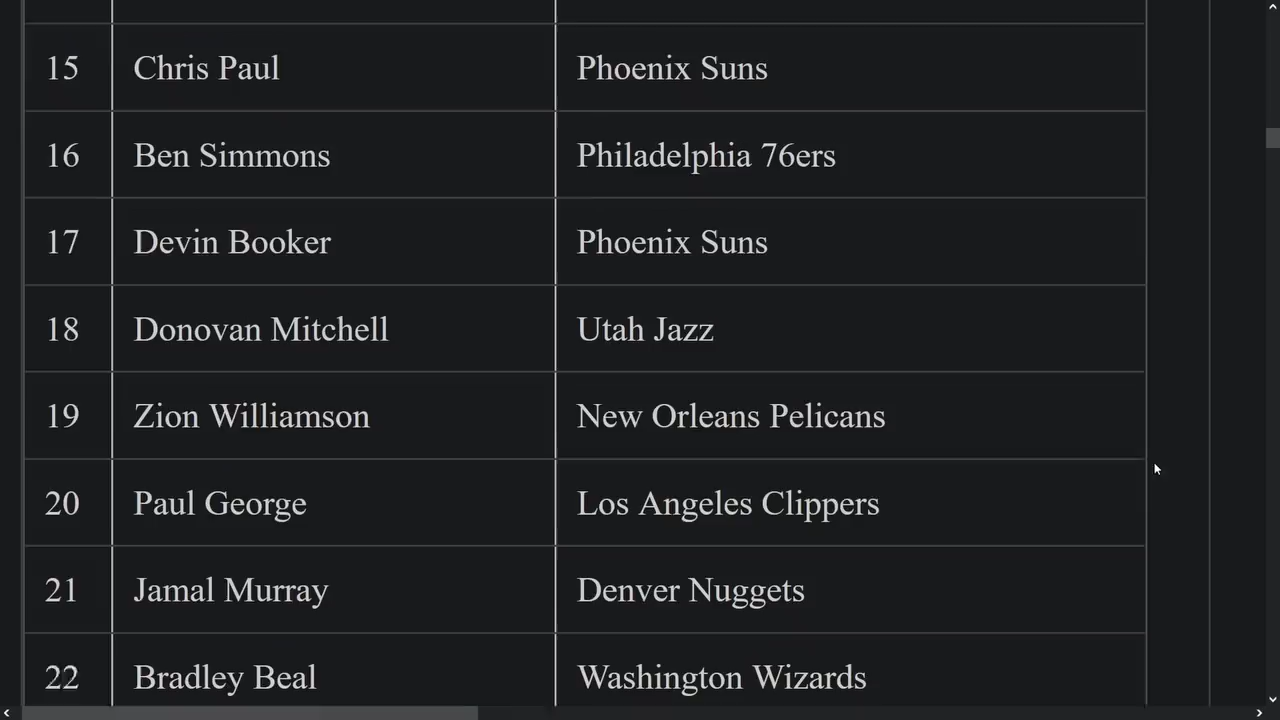 15 Chris Paul Phoenix Suns
16 Ben Simmons Philadelphia 76ers
17 Devin Booker Phoenix Suns
18 Donovan Mitchell Utah Jazz
19 Zion Williamson New Orleans Pelicans
20 Paul George Los Angeles Clippers
21 Jamal Murray Denver Nuggets
22 Bradley Beal Washington Wizards